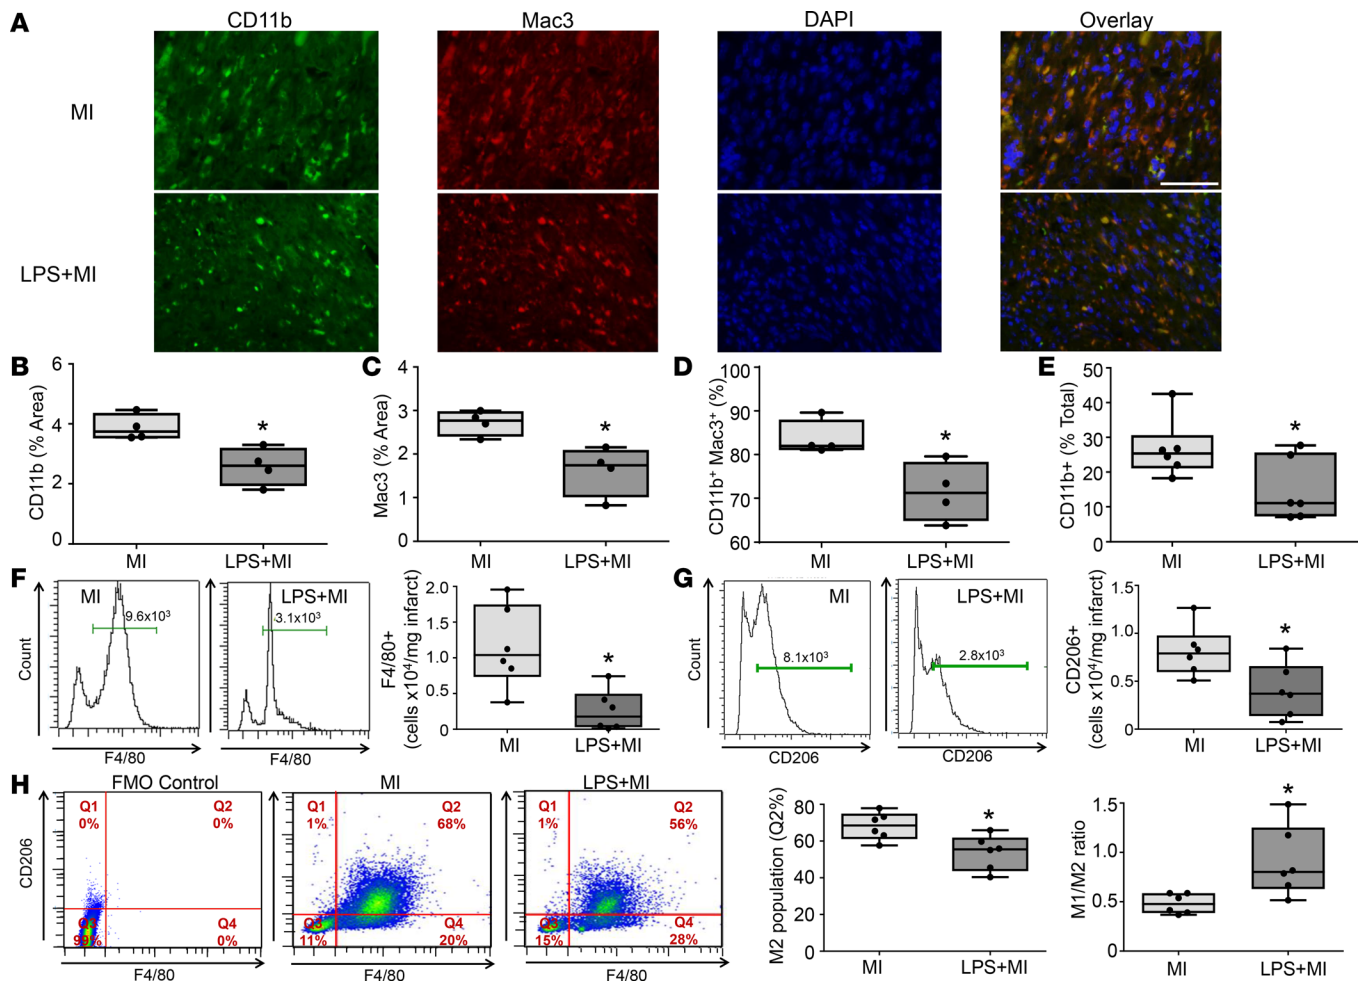 A
CD11b
Mac3
DAPI
Overlay
MI
LPS+MI
B
CD11b (% Area)
6
4
2
0
MI
LPS+MI
*
C
Mac3 (% Area)
4
3
2
1
0
MI
LPS+MI
*
D
CD11b⁺ Mac3⁺ (%)
100
90
80
70
60
MI
LPS+MI
*
E
CD11b+ (% Total)
50
40
30
20
10
0
MI
LPS+MI
*
F
Count
MI
9.6x10³
F4/80
LPS+MI
3.1x10³
F4/80
F4/80+
(cells x10⁴/mg infarct)
2.0
1.5
1.0
0.5
0
MI
LPS+MI
*
G
Count
MI
8.1x10³
CD206
LPS+MI
2.8x10³
CD206
CD206+
(cells x10⁴/mg infarct)
1.5
1.0
0.5
0
MI
LPS+MI
*
H
CD206
FMO Control
Q1
0%
Q2
0%
Q4
0%
99%
F4/80
MI
Q1
1%
Q2
68%
Q3
11%
Q4
20%
F4/80
LPS+MI
Q1
1%
Q2
56%
Q3
15%
Q4
28%
F4/80
M2 population (Q2%)
80
60
40
20
0
MI
LPS+MI
*
M1/M2 ratio
1.5
1.0
0.5
0
MI
LPS+MI
*